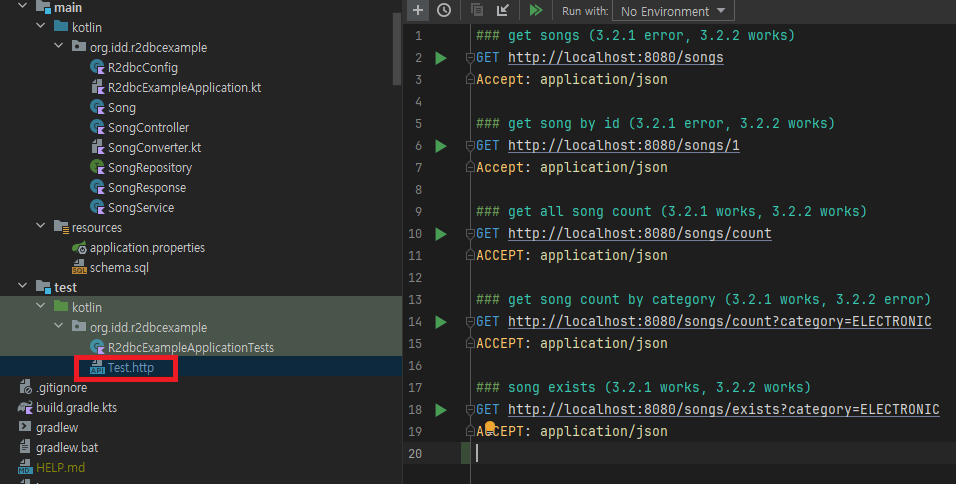 main
kotlin
org.idd.r2dbcexample
R2dbcConfig
R2dbcExampleApplication.kt
Song
SongController
SongConverter.kt
SongRepository
SongResponse
SongService
resources
application.properties
SQL schema.sql
test
kotlin
org.idd.r2dbcexample
R2dbcExampleApplicationTests
API Test.http
.gitignore
build.gradle.kts
gradlew
gradlew.bat
MD HELP.md
Run with: No Environment
1 ### get songs (3.2.1 error, 3.2.2 works)
2 GET http://localhost:8080/songs
3 Accept: application/json
4
5 ### get song by id (3.2.1 error, 3.2.2 works)
6 GET http://localhost:8080/songs/1
7 Accept: application/json
8
9 ### get all song count (3.2.1 works, 3.2.2 works)
10 GET http://localhost:8080/songs/count
11 ACCEPT: application/json
12
13 ### get song count by category (3.2.1 works, 3.2.2 error)
14 GET http://localhost:8080/songs/count?category=ELECTRONIC
15 ACCEPT: application/json
16
17 ### song exists (3.2.1 works, 3.2.2 works)
18 GET http://localhost:8080/songs/exists?category=ELECTRONIC
19 ACCEPT: application/json
20